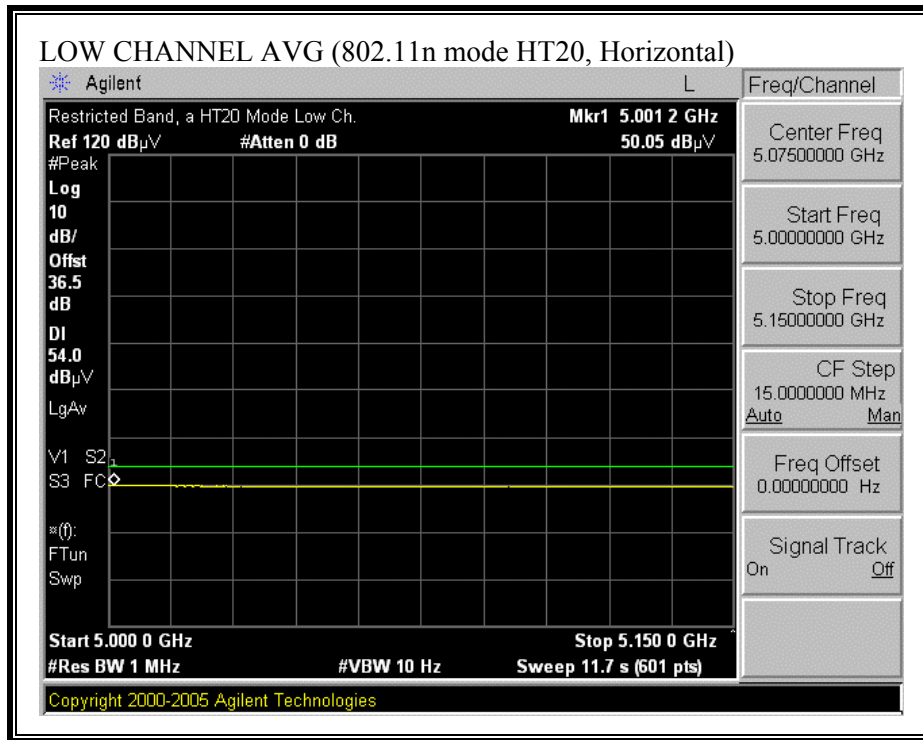 LOW CHANNEL AVG (802.11n mode HT20, Horizontal)
Agilent L
Restricted Band, a HT20 Mode Low Ch. Mkr1 5.001 2 GHz
Ref 120 dBµV #Atten 0 dB 50.05 dBµV
#Peak
Log
10
dB/
Offst
36.5
dB
DI
54.0
dBµV
LgAv
V1 S2
1
S3 FC
¤(f):
FTun
Swp
Start 5.000 0 GHz Stop 5.150 0 GHz ^
#Res BW 1 MHz #VBW 10 Hz Sweep 11.7 s (601 pts)
Copyright 2000-2005 Agilent Technologies
Freq/Channel
Center Freq
5.07500000 GHz
Start Freq
5.00000000 GHz
Stop Freq
5.15000000 GHz
CF Step
15.0000000 MHz
Auto Man
Freq Offset
0.00000000 Hz
Signal Track
On Off